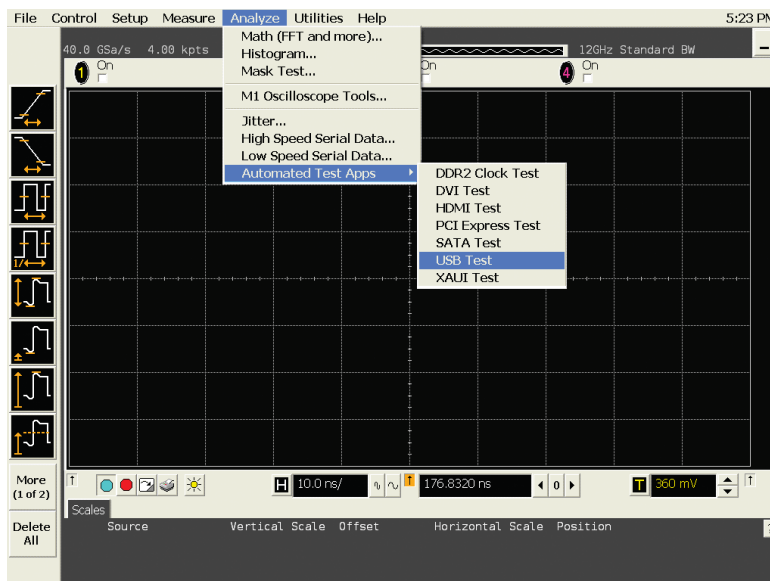 File Control Setup Measure Analyze Utilities Help 5:23 PM
Math (FFT and more)...
Histogram...
Mask Test...
M1 Oscilloscope Tools...
Jitter...
High Speed Serial Data...
Low Speed Serial Data...
Automated Test Apps
DDR2 Clock Test
DVI Test
HDMI Test
PCI Express Test
SATA Test
USB Test
XAUI Test
40.0 GSa/s 4.00 kpts
12GHz Standard BW
1 On
On
4 On
1/
More
(1 of 2)
Delete
All
H 10.0 ns/
176.8320 ns
0
T 360 mV
Scales
Source Vertical Scale Offset Horizontal Scale Position